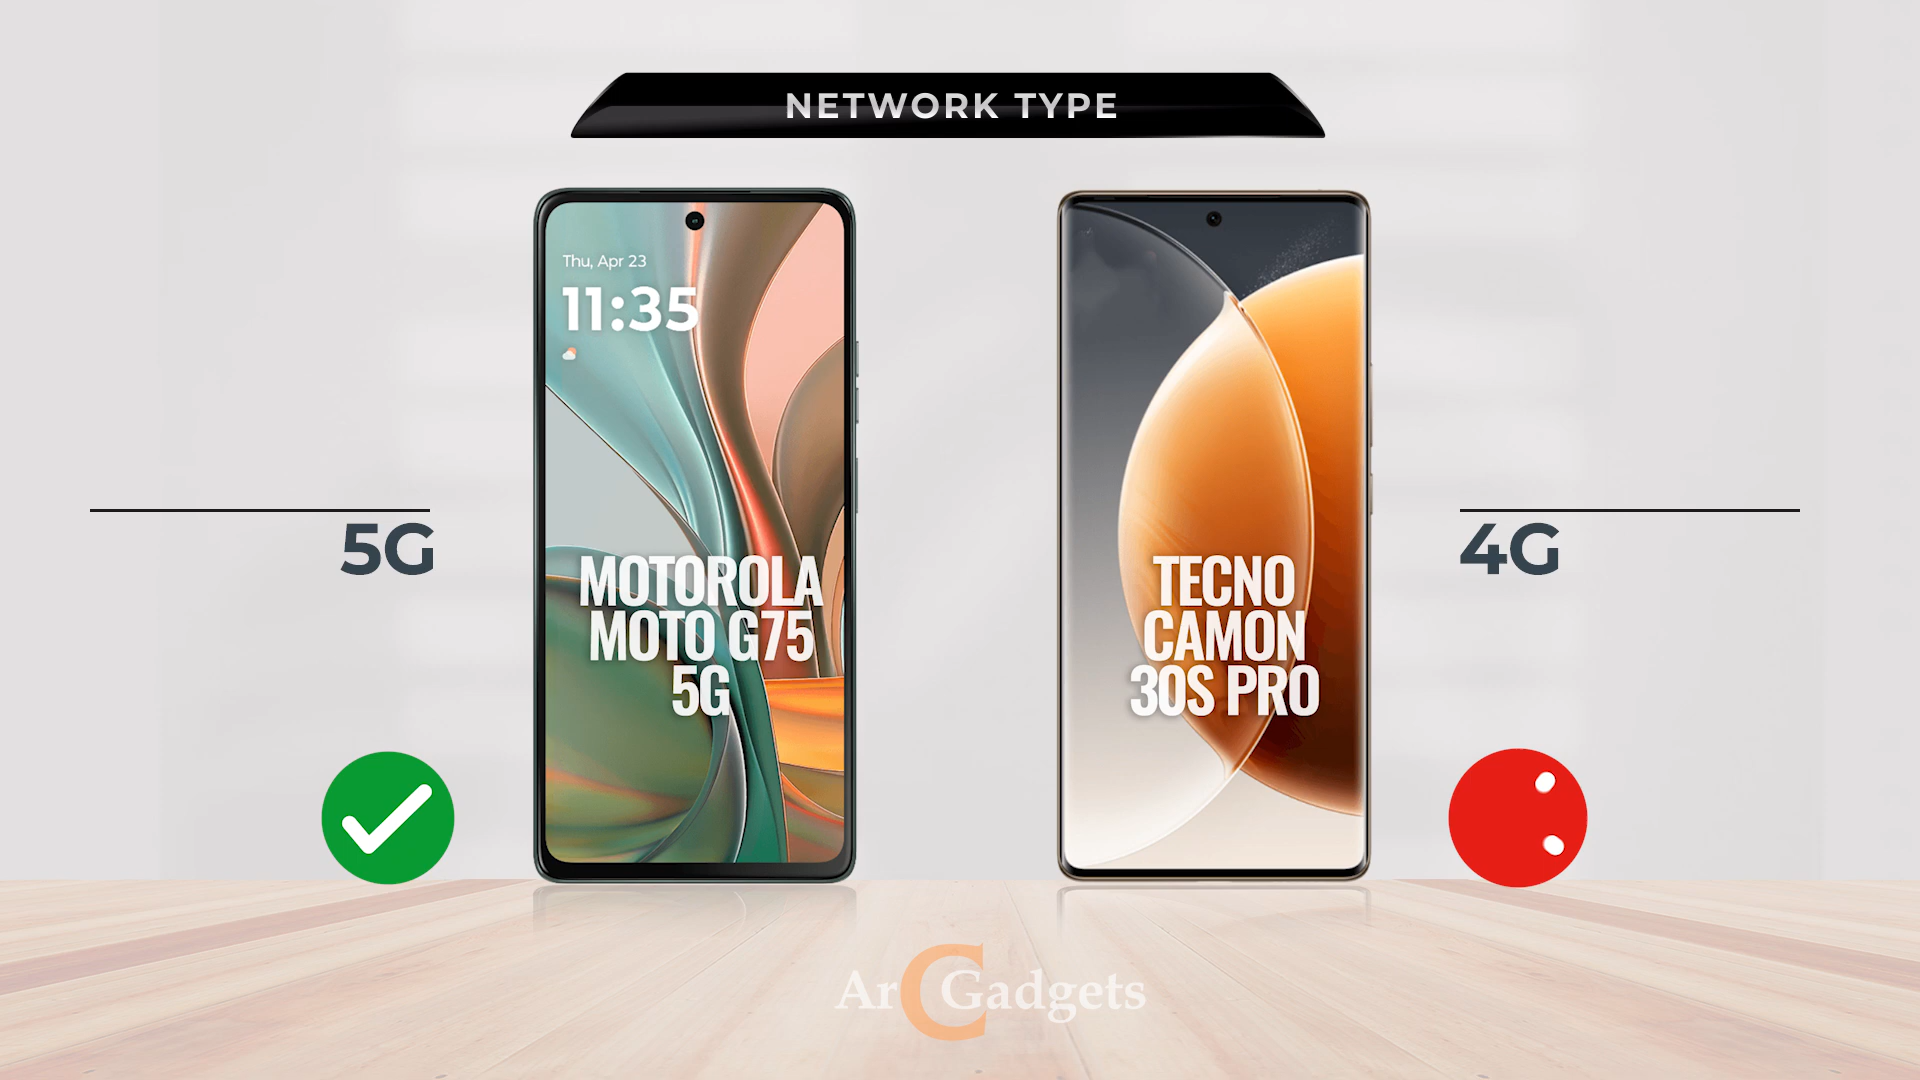 NETWORK TYPE
Thu, Apr 23
11:35
5G
MOTOROLA
MOTO G75
5G
TECNO
CAMON
30S PRO
4G
ArCGadgets